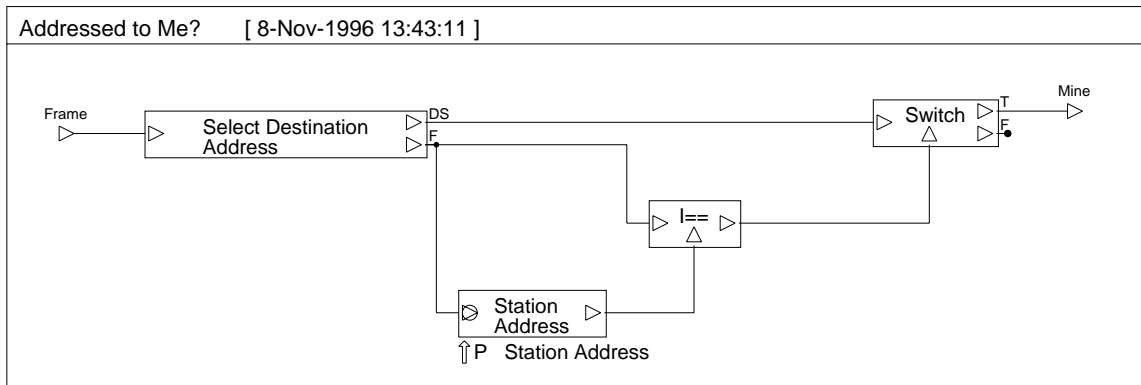 Addressed to Me? [ 8-Nov-1996 13:43:11 ]
Frame
Select Destination
Address
DS
F
Switch
T
F
Mine
I==
Station
Address
P Station Address